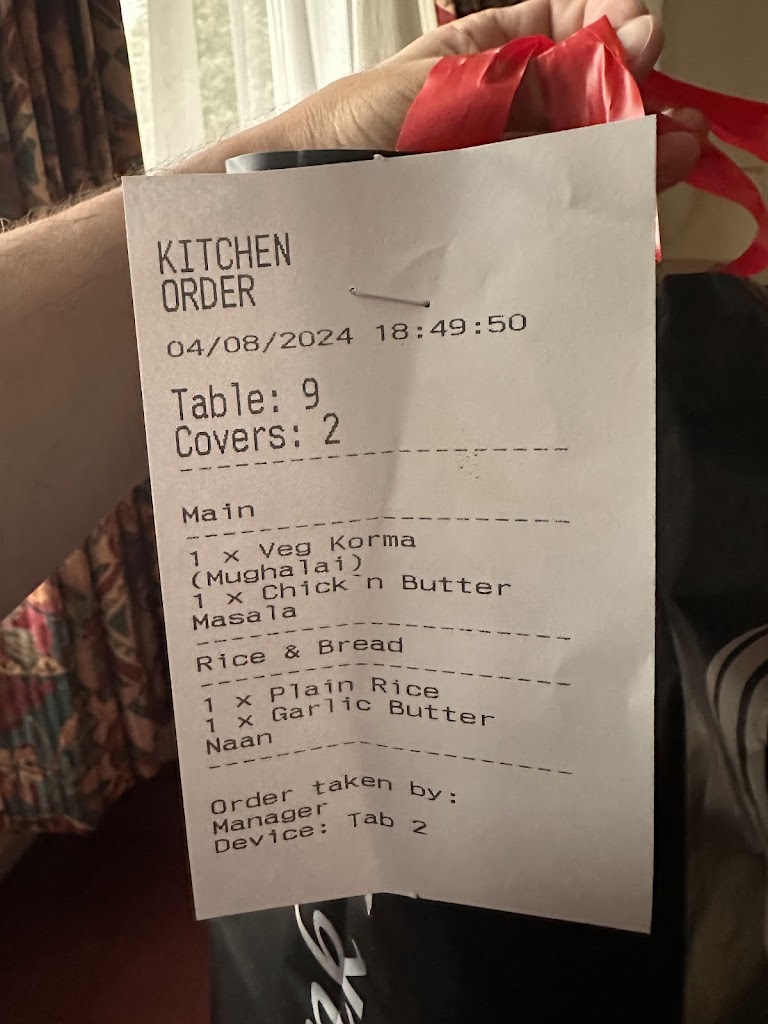 KITCHEN
ORDER
04/08/2024 18:49:50
Table: 9
Covers: 2
Main
1 x Veg Korma
(Mughalai)
1 x Chick`n Butter
Masala
Rice & Bread
1 x Plain Rice
1 x Garlic Butter
Naan
Order taken by:
Manager
Device: Tab 2